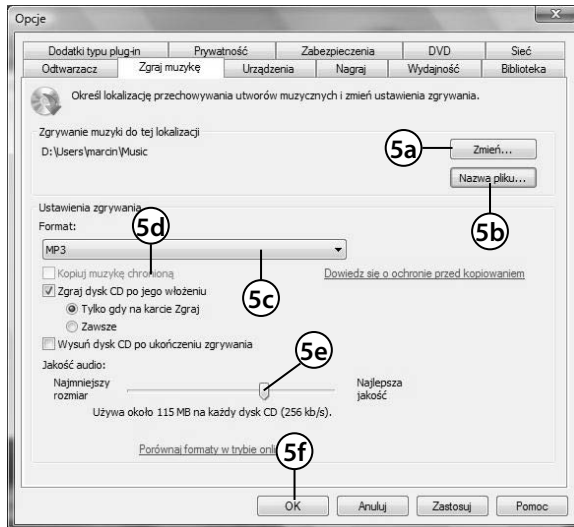 Opcje
Dodatki typu plug-in Prywatność Zabezpieczenia DVD Sieć
Odtwarzacz Zgraj muzykę Urządzenia Nagraj Wydajność Biblioteka
Określ lokalizację przechowywania utworów muzycznych i zmień ustawienia zgrywania.
Zgrywanie muzyki do tej lokalizacji
D:\Users\marcin\Music
5a Zmień...
Nazwa pliku...
5b
Ustawienia zgrywania
5d
Format:
MP3
Kopiuj muzykę chronioną
5c
Dowiedz się o ochronie przed kopiowaniem
Zgraj dysk CD po jego włożeniu
Tylko gdy na karcie Zgraj
Zawsze
Wysuń dysk CD po ukończeniu zgrywania
5e
Jakość audio:
Najmniejszy rozmiar
Najlepsza jakość
Używa około 115 MB na każdy dysk CD (256 kb/s).
Porównaj formaty w trybie onli
5f
OK Anuluj Zastosuj Pomoc